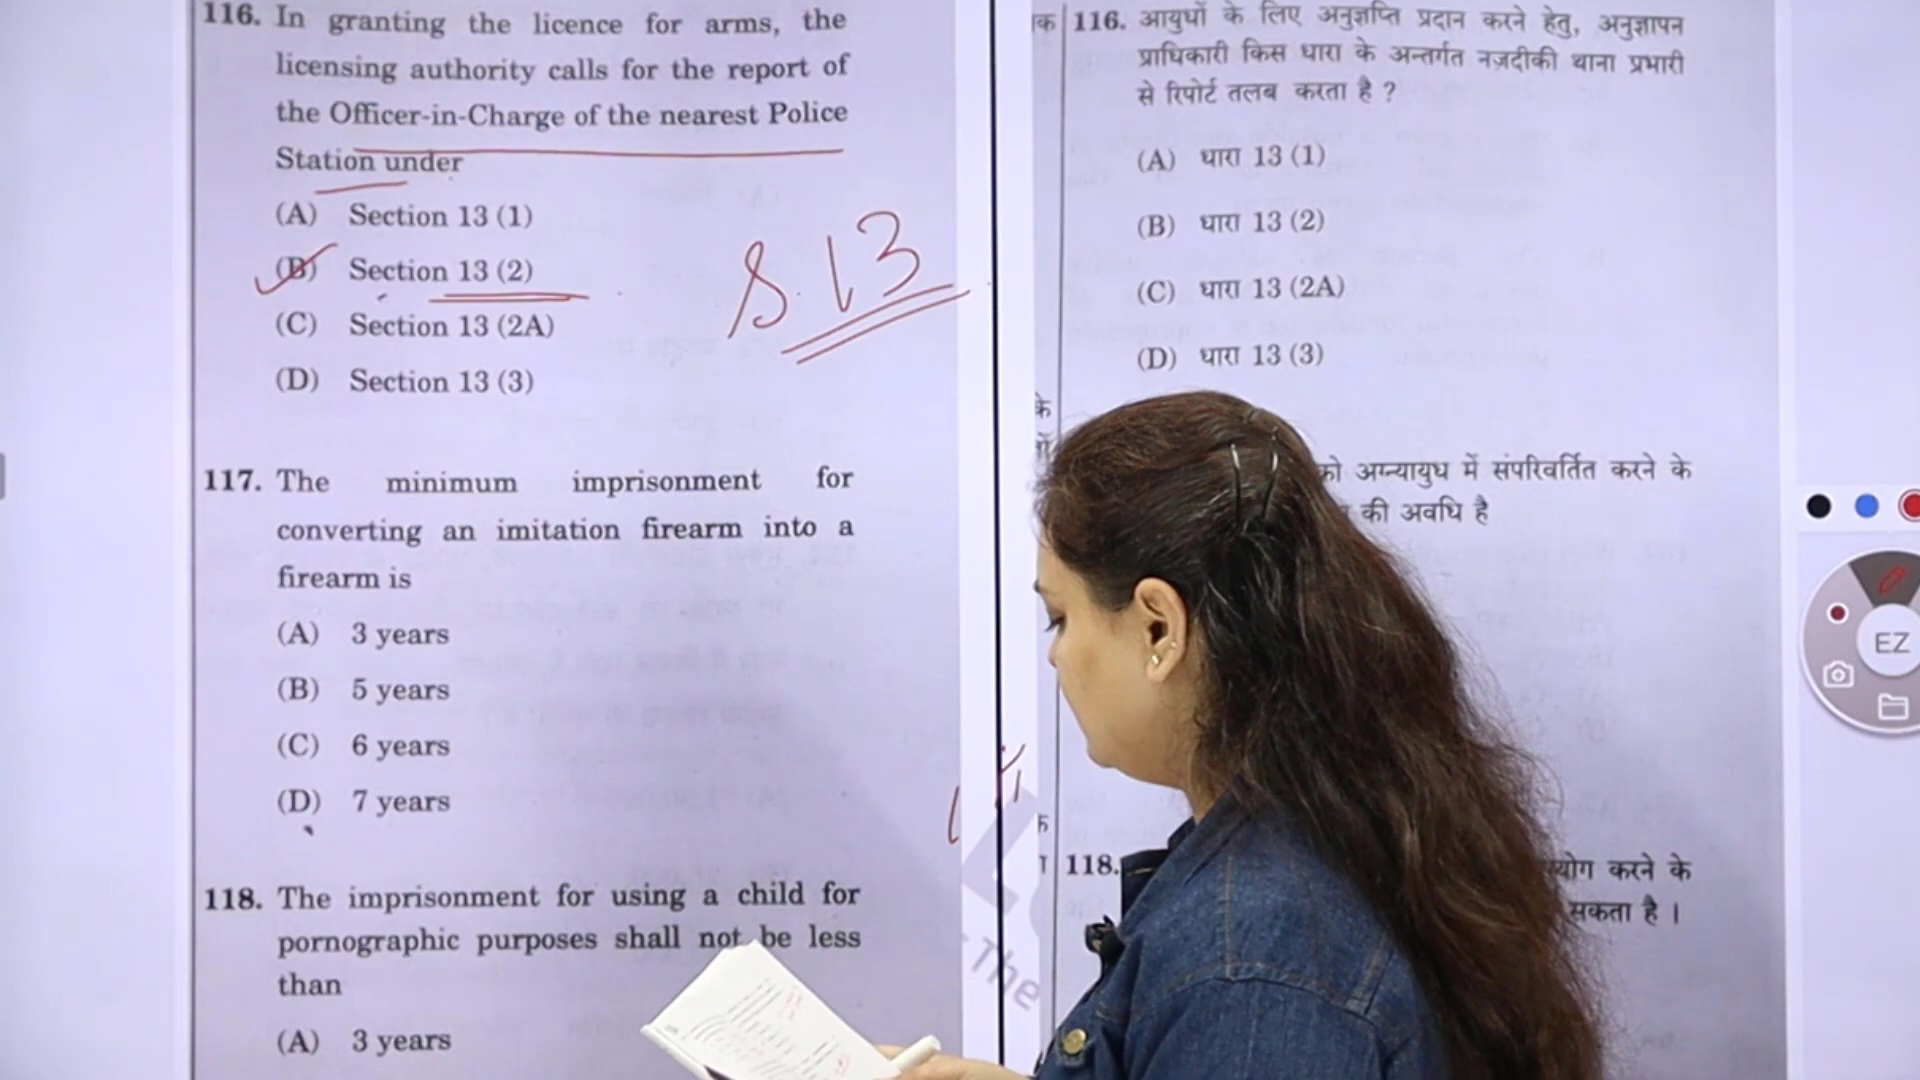 116. In granting the licence for arms, the
licensing authority calls for the report of
the Officer-in-Charge of the nearest Police
Station under
(A) Section 13 (1)
(B) Section 13 (2)
(C) Section 13 (2A)
(D) Section 13 (3)
S. 13
117. The minimum imprisonment for
converting an imitation firearm into a
firearm is
(A) 3 years
(B) 5 years
(C) 6 years
(D) 7 years
118. The imprisonment for using a child for
pornographic purposes shall not be less
than
(A) 3 years
116. आयुधों के लिए अनुज्ञप्ति प्रदान करने हेतु, अनुज्ञापन
प्राधिकारी किस धारा के अन्तर्गत नज़दीकी थाना प्रभारी
से रिपोर्ट तलब करता है ?
(A) धारा 13 (1)
(B) धारा 13 (2)
(C) धारा 13 (2A)
(D) धारा 13 (3)
को अग्न्यायुध में संपरिवर्तित करने के
की अवधि है
118.
करने के
सकता है ।
The
EZ